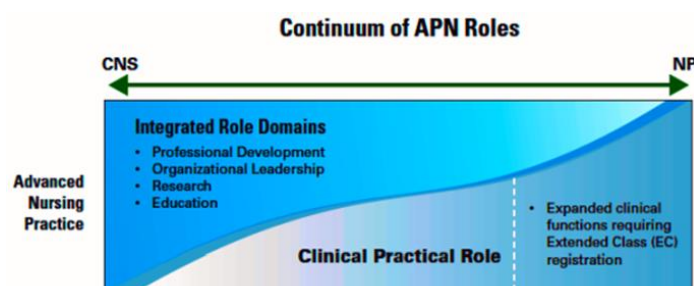 Continuum of APN Roles
CNS
NP
Integrated Role Domains
• Professional Development
• Organizational Leadership
• Research
• Education
Advanced
Nursing
Practice
• Expanded clinical
functions requiring
Extended Class (EC)
registration
Clinical Practical Role